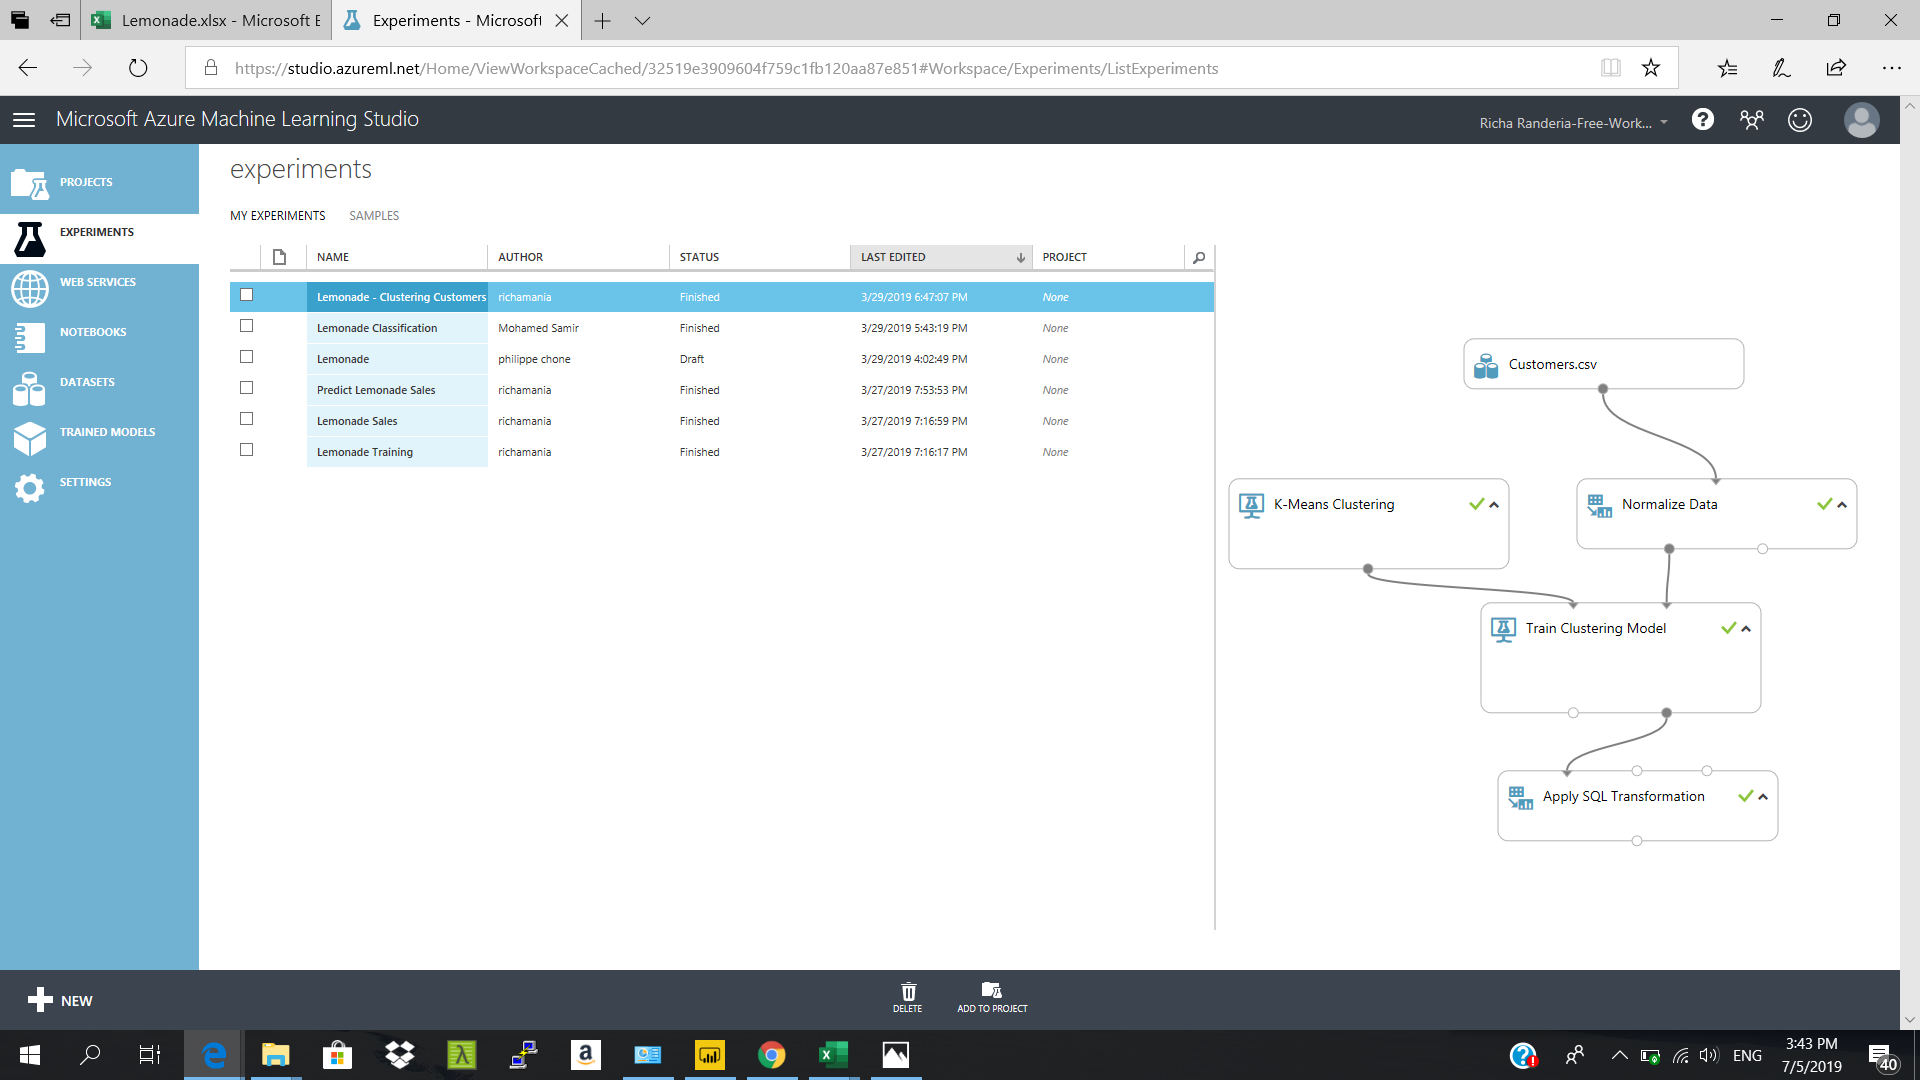 Lemonade.xlsx - Microsoft E
Experiments - Microsoft
https://studio.azureml.net/Home/ViewWorkspaceCached/32519e3909604f759c1fb120aa87e851#Workspace/Experiments/ListExperiments
Microsoft Azure Machine Learning Studio
Richa Randeria-Free-Work...
PROJECTS
EXPERIMENTS
WEB SERVICES
NOTEBOOKS
DATASETS
TRAINED MODELS
SETTINGS
experiments
MY EXPERIMENTS SAMPLES
NAME AUTHOR STATUS LAST EDITED PROJECT
Lemonade - Clustering Customers richamania Finished 3/29/2019 6:47:07 PM None
Lemonade Classification Mohamed Samir Finished 3/29/2019 5:43:19 PM None
Lemonade philippe chone Draft 3/29/2019 4:02:49 PM None
Predict Lemonade Sales richamania Finished 3/27/2019 7:53:53 PM None
Lemonade Sales richamania Finished 3/27/2019 7:16:59 PM None
Lemonade Training richamania Finished 3/27/2019 7:16:17 PM None
Customers.csv
K-Means Clustering
Normalize Data
Train Clustering Model
Apply SQL Transformation
NEW
DELETE
ADD TO PROJECT
ENG
3:43 PM
7/5/2019
40